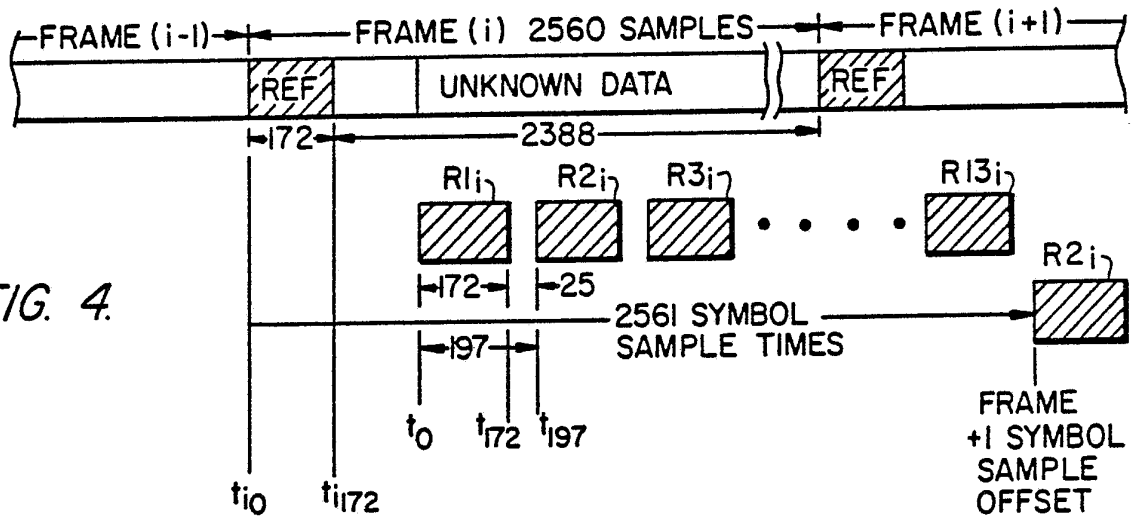 FRAME (i-1) FRAME (i) 2560 SAMPLES FRAME (i+1)
REF UNKNOWN DATA REF
172 2388
R1i R2i R3i R13i
R2i
172 25
FIG. 4.
2561 SYMBOL
SAMPLE TIMES
197
t0 t172 t197
FRAME
+1 SYMBOL
SAMPLE
OFFSET
ti0 ti172